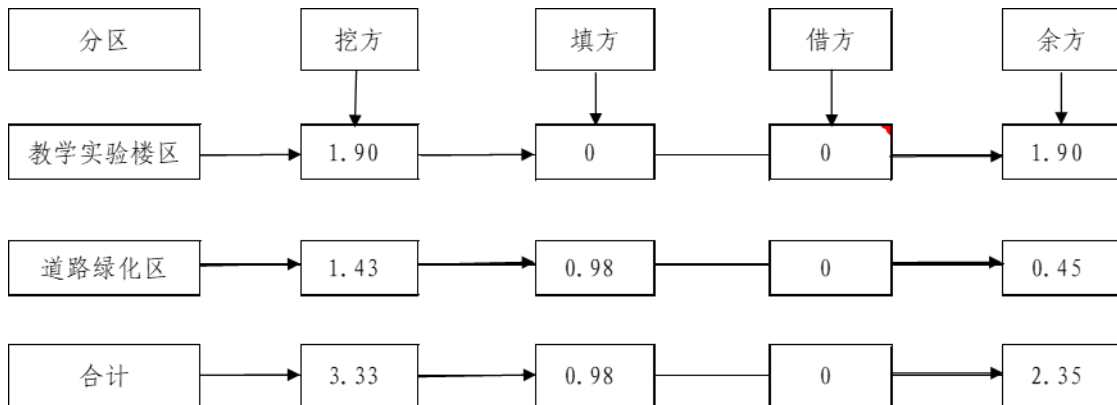 分区 挖方 填方 借方 余方
教学实验楼区 1.90 0 0 1.90
道路绿化区 1.43 0.98 0 0.45
合计 3.33 0.98 0 2.35